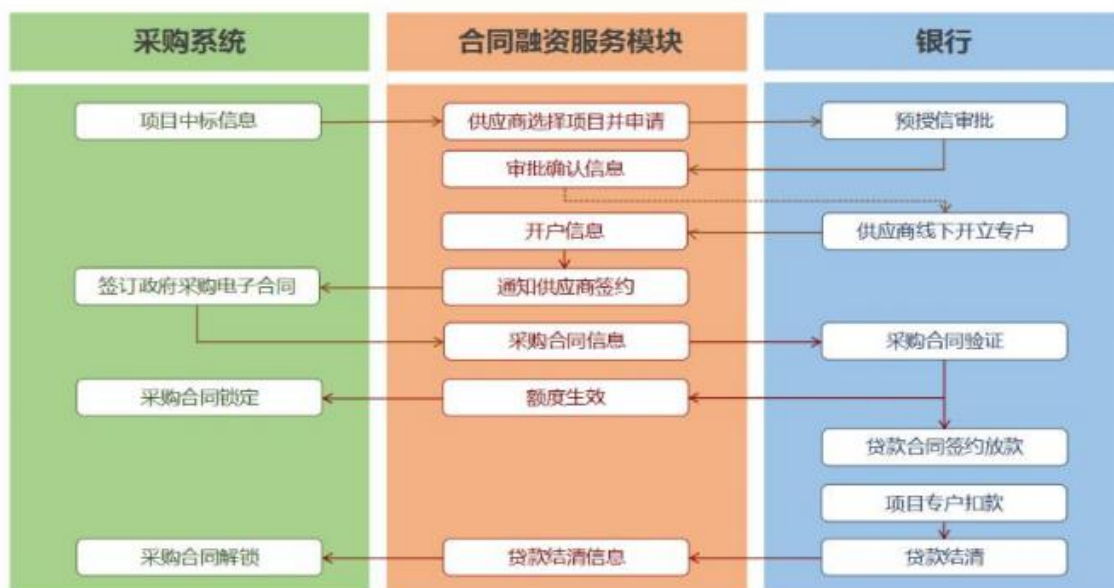 采购系统
合同融资服务模块
银行
项目中标信息
供应商选择项目并申请
预授信审批
审批确认信息
开户信息
供应商线下开立专户
签订政府采购电子合同
通知供应商签约
采购合同信息
采购合同验证
采购合同锁定
额度生效
贷款合同签约放款
项目专户扣款
采购合同解锁
贷款结清信息
贷款结清